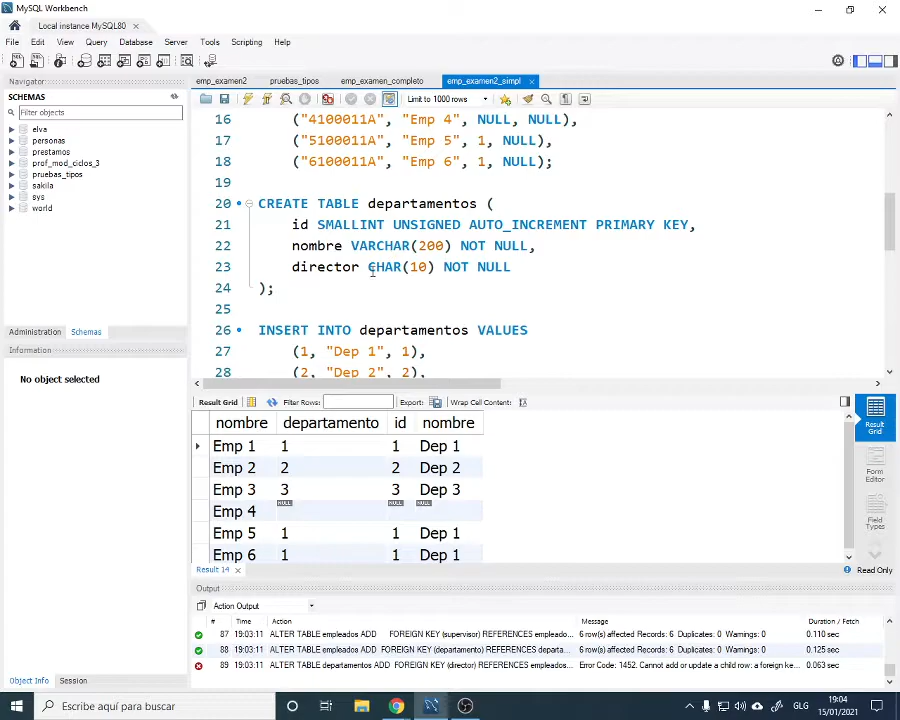 MySQL Workbench
Local instance MySQL80
File Edit View Query Database Server Tools Scripting Help
Navigator
SCHEMAS
Filter objects
elva
personas
prestamos
prof_mod_ciclos_3
pruebas_tipos
sakila
sys
world
Administration Schemas
Information
No object selected
Object Info Session
emp_examen2 pruebas_tipos emp_examen_completo emp_examen2_simpl
Limit to 1000 rows
16 ("4100011A", "Emp 4", NULL, NULL),
17 ("5100011A", "Emp 5", 1, NULL),
18 ("6100011A", "Emp 6", 1, NULL);
19
20 CREATE TABLE departamentos (
21 id SMALLINT UNSIGNED AUTO_INCREMENT PRIMARY KEY,
22 nombre VARCHAR(200) NOT NULL,
23 director CHAR(10) NOT NULL
24 );
25
26 INSERT INTO departamentos VALUES
27 (1, "Dep 1", 1),
28 (2, "Dep 2", 2),
Result Grid Filter Rows: Export: Wrap Cell Content:
nombre departamento id nombre
Emp 1 1 1 Dep 1
Emp 2 2 2 Dep 2
Emp 3 3 3 Dep 3
Emp 4 NULL NULL NULL
Emp 5 1 1 Dep 1
Emp 6 1 1 Dep 1
Result Grid
Form Editor
Field Types
Result 14 Read Only
Output
Action Output
# Time Action Message Duration / Fetch
87 19:03:11 ALTER TABLE empleados ADD FOREIGN KEY (supervisor) REFERENCES empleado... 6 row(s) affected Records: 6 Duplicates: 0 Warnings: 0 0.110 sec
88 19:03:11 ALTER TABLE empleados ADD FOREIGN KEY (departamento) REFERENCES departa... 6 row(s) affected Records: 6 Duplicates: 0 Warnings: 0 0.125 sec
89 19:03:11 ALTER TABLE departamentos ADD FOREIGN KEY (director) REFERENCES empleados... Error Code: 1452. Cannot add or update a child row: a foreign ke... 0.063 sec
Escribe aquí para buscar
19:04
GLG
15/01/2021